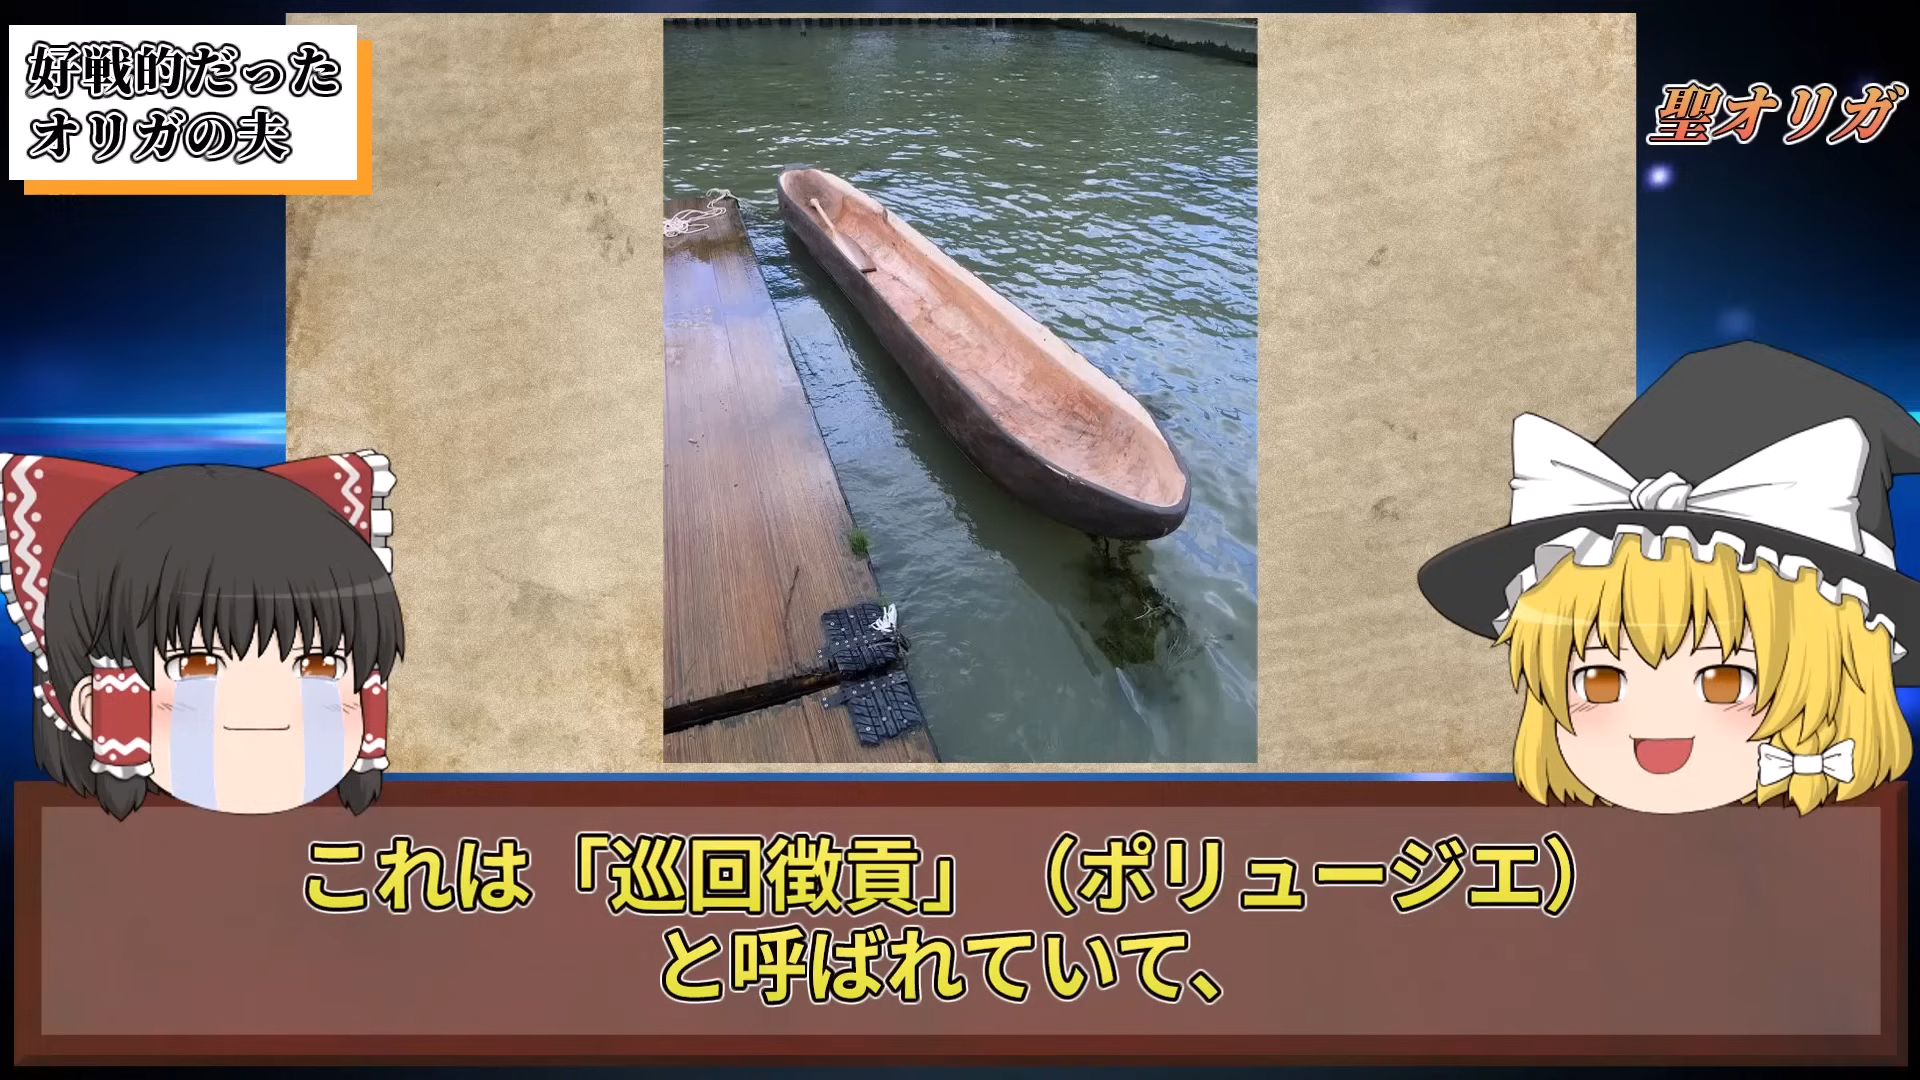 好戦的だった
オリガの夫
聖オリガ
これは「巡回徴貢」（ポリュージエ）
と呼ばれていて、